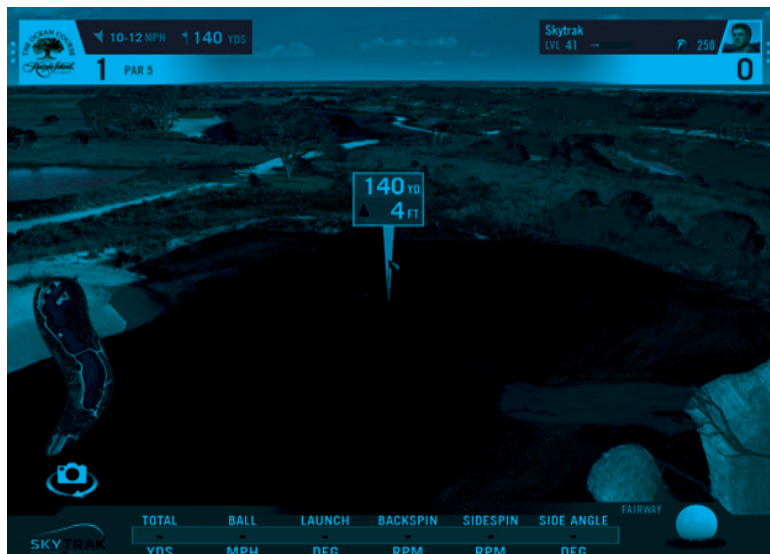 THE OCEAN COURSE
Kiawah Island
10-12 MPH 140 YDS
1 PAR 5
Skytrak
LVL 41 250
0
140 YD
4 FT
FAIRWAY
TOTAL BALL LAUNCH BACKSPIN SIDESPIN SIDE ANGLE
- - - - - -
YDS MPH DEG RPM RPM DEG
SKYTRAK